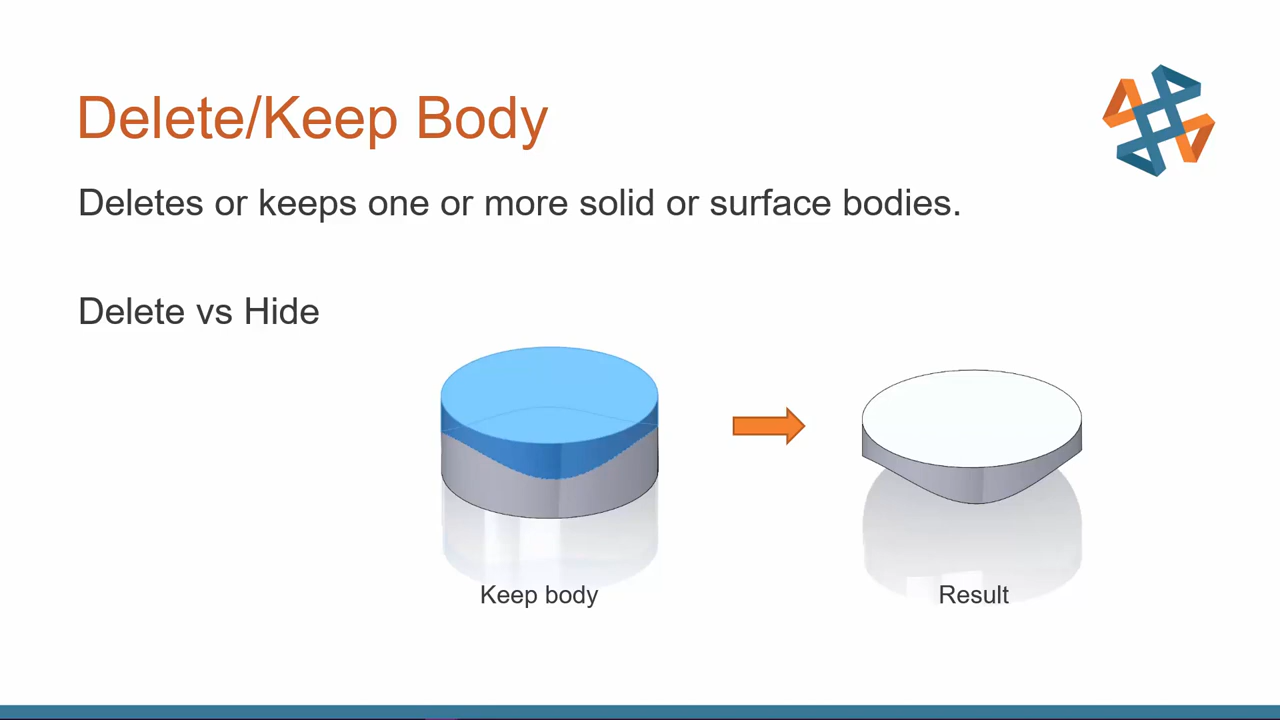 Delete/Keep Body
Deletes or keeps one or more solid or surface bodies.
Delete vs Hide
Keep body
Result